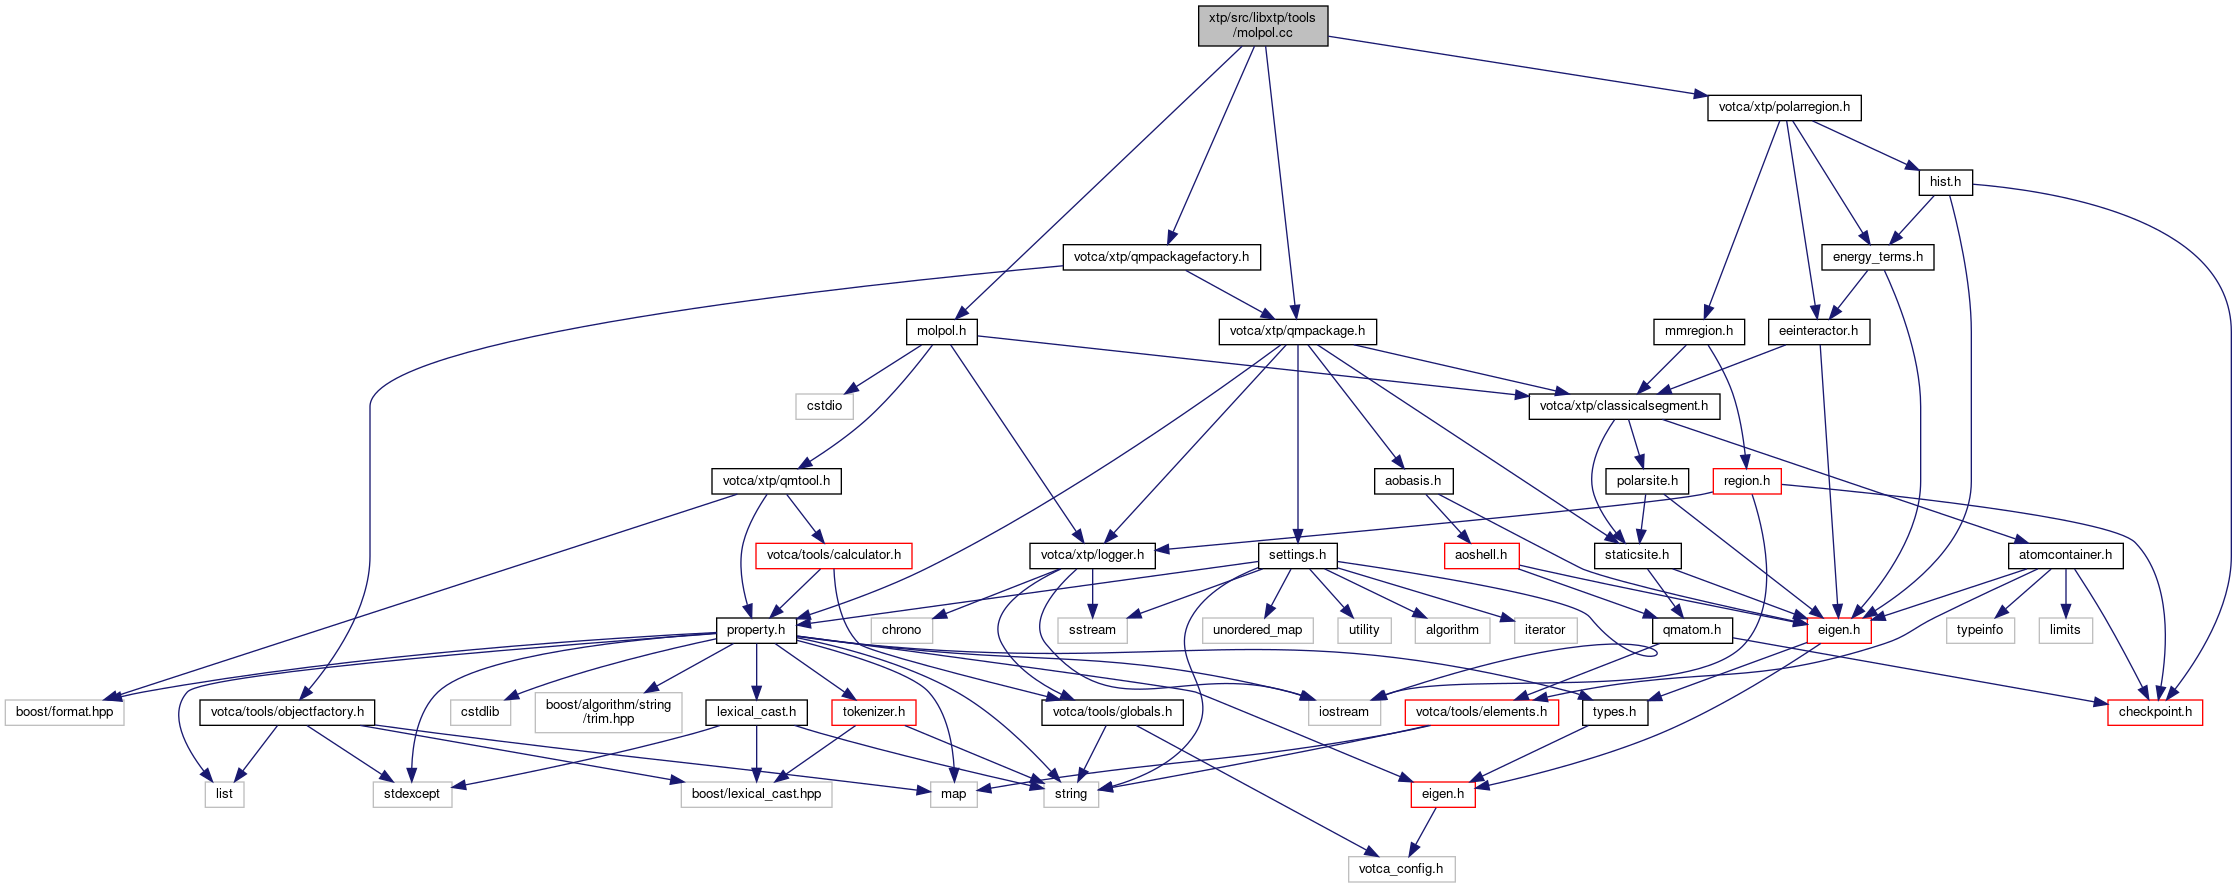 xtp/src/libxtp/tools
/molpol.cc
votca/xtp/polarregion.h
hist.h
votca/xtp/qmpackagefactory.h
energy_terms.h
molpol.h
votca/xtp/qmpackage.h
mmregion.h
eeinteractor.h
cstdio
votca/xtp/classicalsegment.h
votca/xtp/qmtool.h
aobasis.h
polarsite.h
region.h
votca/tools/calculator.h
votca/xtp/logger.h
settings.h
aoshell.h
staticsite.h
atomcontainer.h
property.h
chrono
sstream
unordered_map
utility
algorithm
iterator
qmatom.h
eigen.h
typeinfo
limits
boost/format.hpp
votca/tools/objectfactory.h
cstdlib
boost/algorithm/string
/trim.hpp
lexical_cast.h
tokenizer.h
votca/tools/globals.h
iostream
votca/tools/elements.h
types.h
checkpoint.h
list
stdexcept
boost/lexical_cast.hpp
map
string
eigen.h
votca_config.h